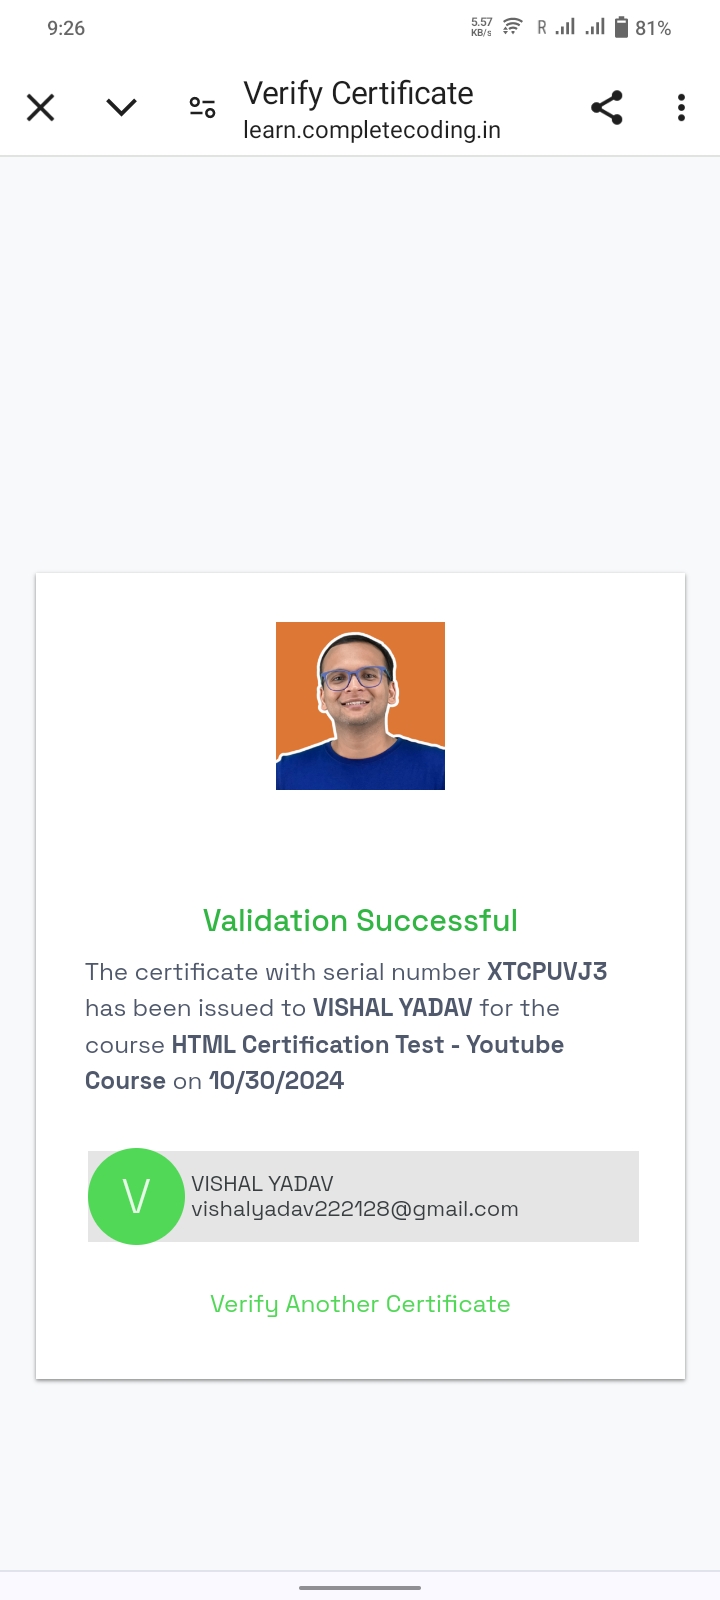 9:26
5.57
KB/s
R
81%
Verify Certificate
learn.completecoding.in
Validation Successful
The certificate with serial number XTCPUVJ3
has been issued to VISHAL YADAV for the
course HTML Certification Test - Youtube
Course on 10/30/2024
V
VISHAL YADAV
vishalyadav222128@gmail.com
Verify Another Certificate